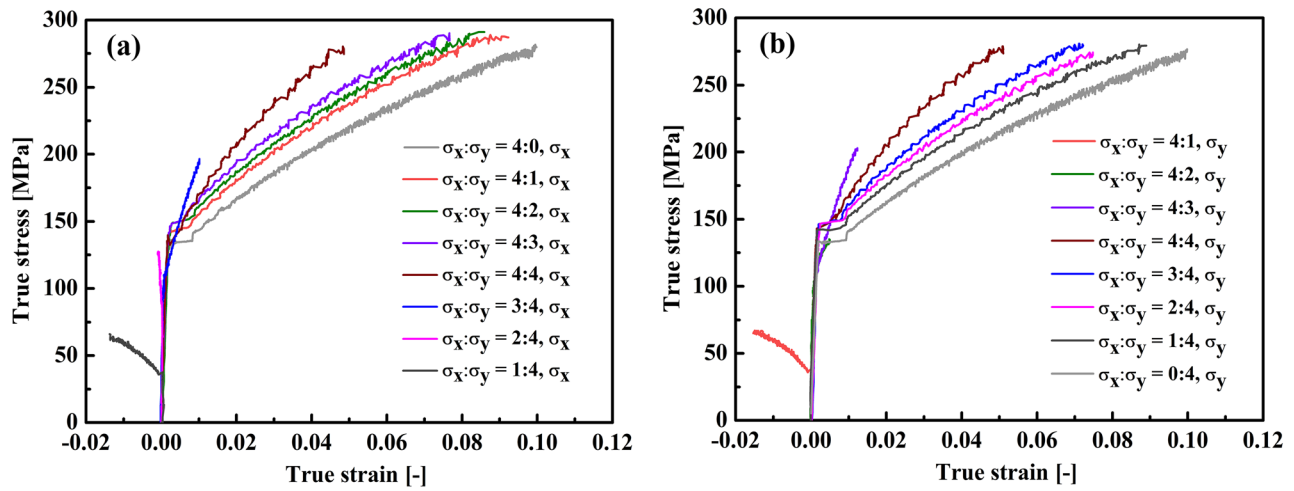 (a)
True stress [MPa]
300
250
200
150
100
50
0
-0.02 0.00 0.02 0.04 0.06 0.08 0.10 0.12
True strain [-]
σx:σy = 4:0, σx
σx:σy = 4:1, σx
σx:σy = 4:2, σx
σx:σy = 4:3, σx
σx:σy = 4:4, σx
σx:σy = 3:4, σx
σx:σy = 2:4, σx
σx:σy = 1:4, σx
(b)
True stress [MPa]
300
250
200
150
100
50
0
-0.02 0.00 0.02 0.04 0.06 0.08 0.10 0.12
True strain [-]
σx:σy = 4:1, σy
σx:σy = 4:2, σy
σx:σy = 4:3, σy
σx:σy = 4:4, σy
σx:σy = 3:4, σy
σx:σy = 2:4, σy
σx:σy = 1:4, σy
σx:σy = 0:4, σy